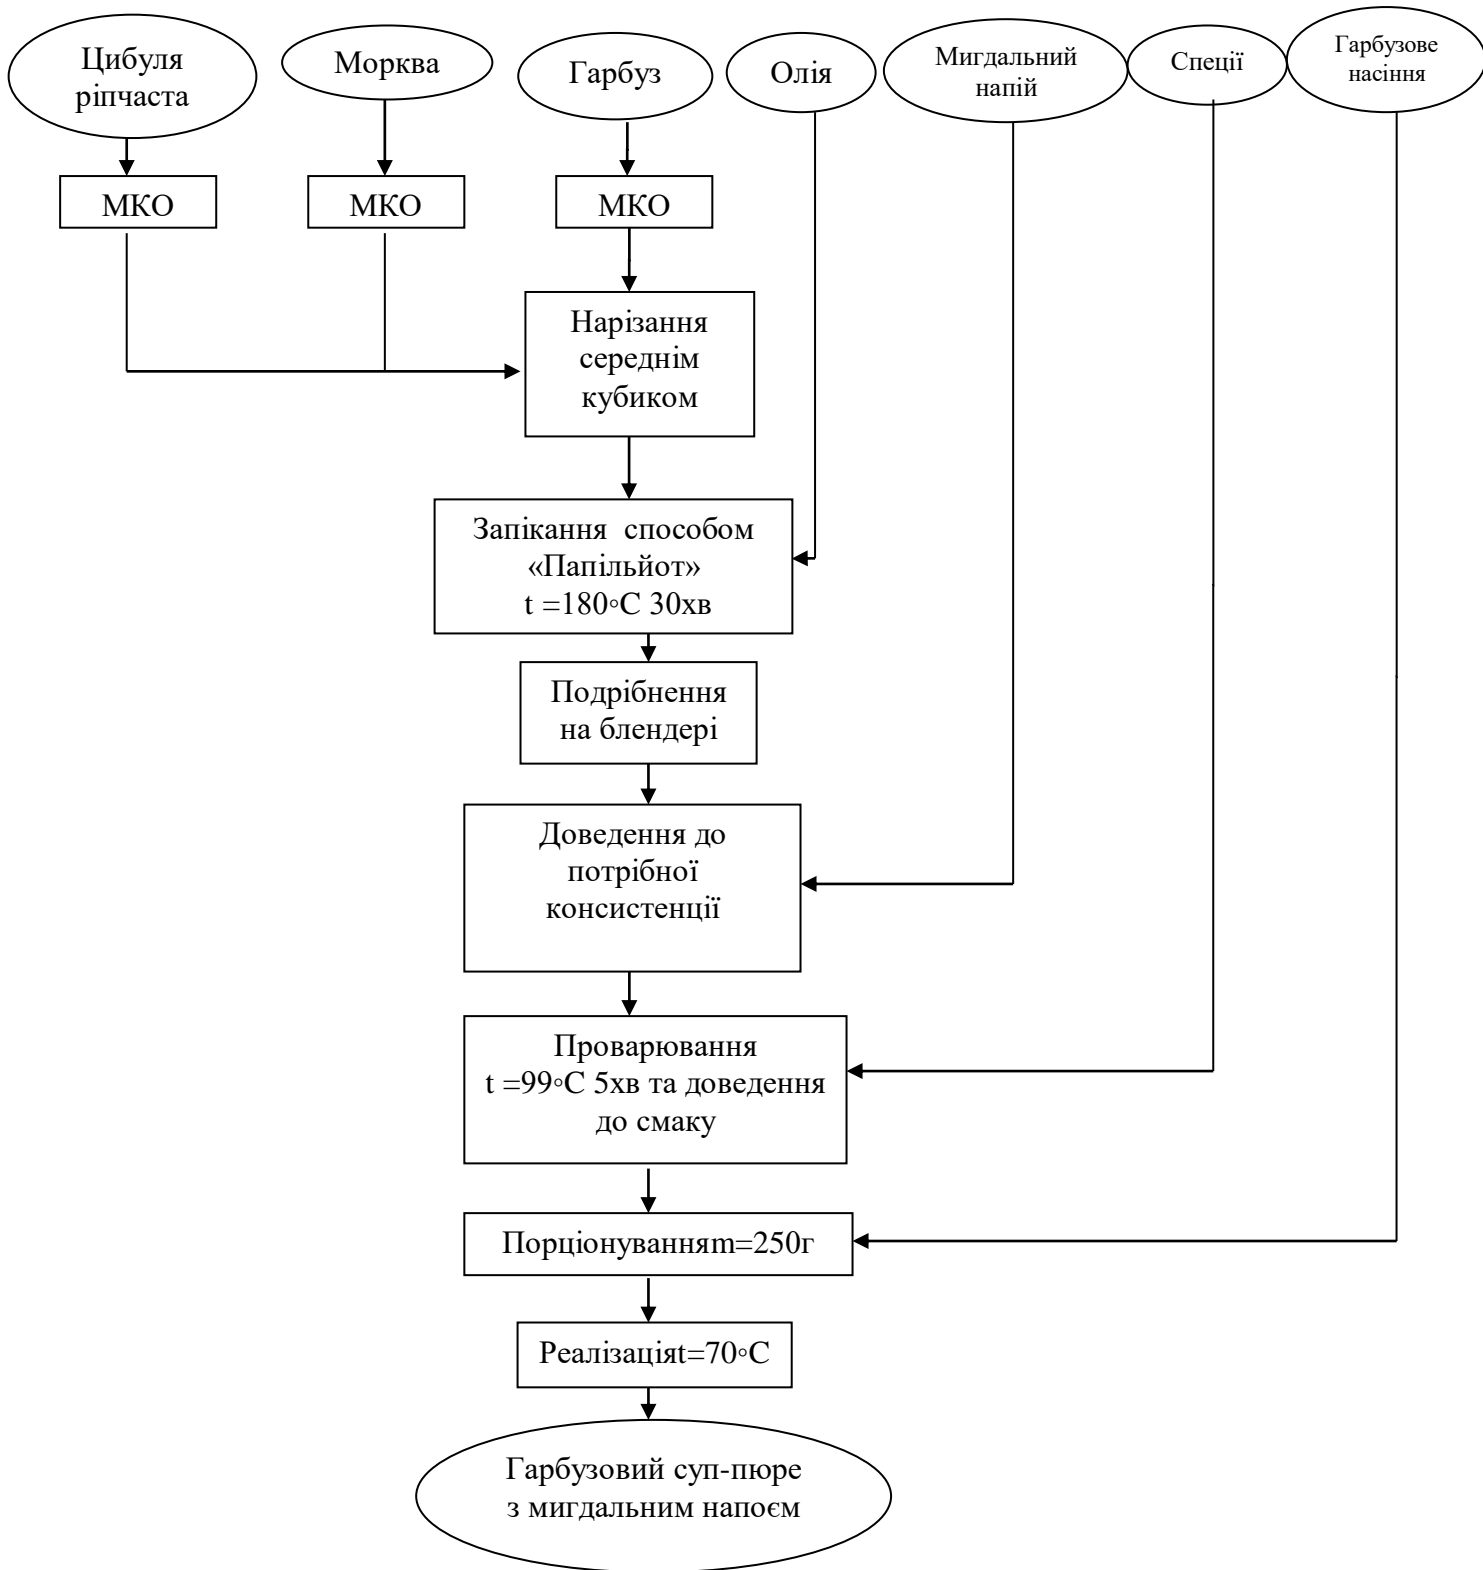 Цибуля
ріпчаста
Морква
Гарбуз
Олія
Мигдальний
напій
Спеції
Гарбузове
насіння
МКО
МКО
МКО
Нарізання
середнім
кубиком
Запікання способом
«Папільйот»
t =180◦С 30хв
Подрібнення
на блендері
Доведення до
потрібної
консистенції
Проварювання
t =99◦С 5хв та доведення
до смаку
Порціонуванняm=250г
Реалізаціяt=70◦С
Гарбузовий суп-пюре
з мигдальним напоєм